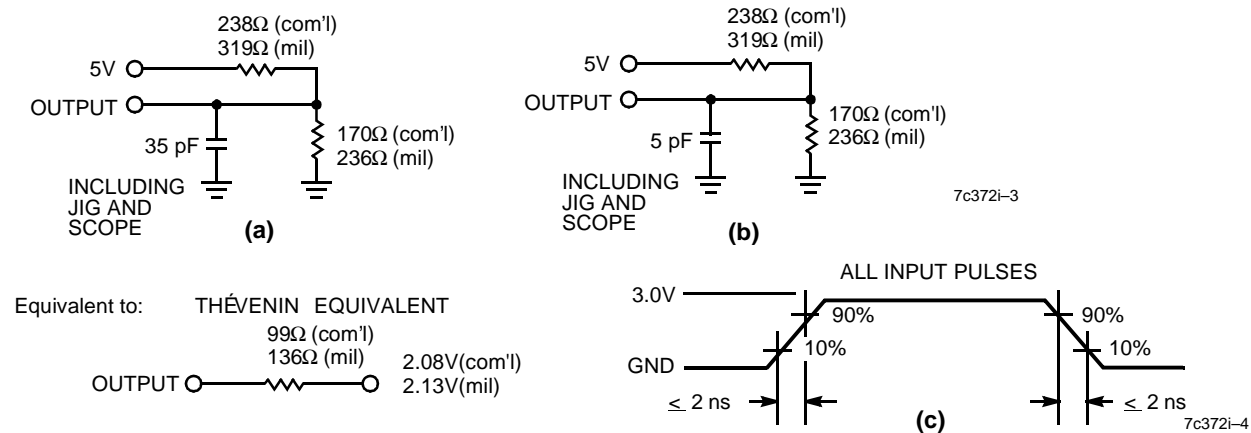 238Ω (com'l)
319Ω (mil)
5V
OUTPUT
35 pF
170Ω (com'l)
236Ω (mil)
INCLUDING
JIG AND
SCOPE
(a)
238Ω (com'l)
319Ω (mil)
5V
OUTPUT
5 pF
170Ω (com'l)
236Ω (mil)
INCLUDING
JIG AND
SCOPE
(b)
7c372i–3
Equivalent to: THÉVENIN EQUIVALENT
99Ω (com'l)
136Ω (mil)
OUTPUT
2.08V(com'l)
2.13V(mil)
ALL INPUT PULSES
3.0V
90%
10%
GND
90%
10%
≤ 2 ns
≤ 2 ns
(c)
7c372i–4